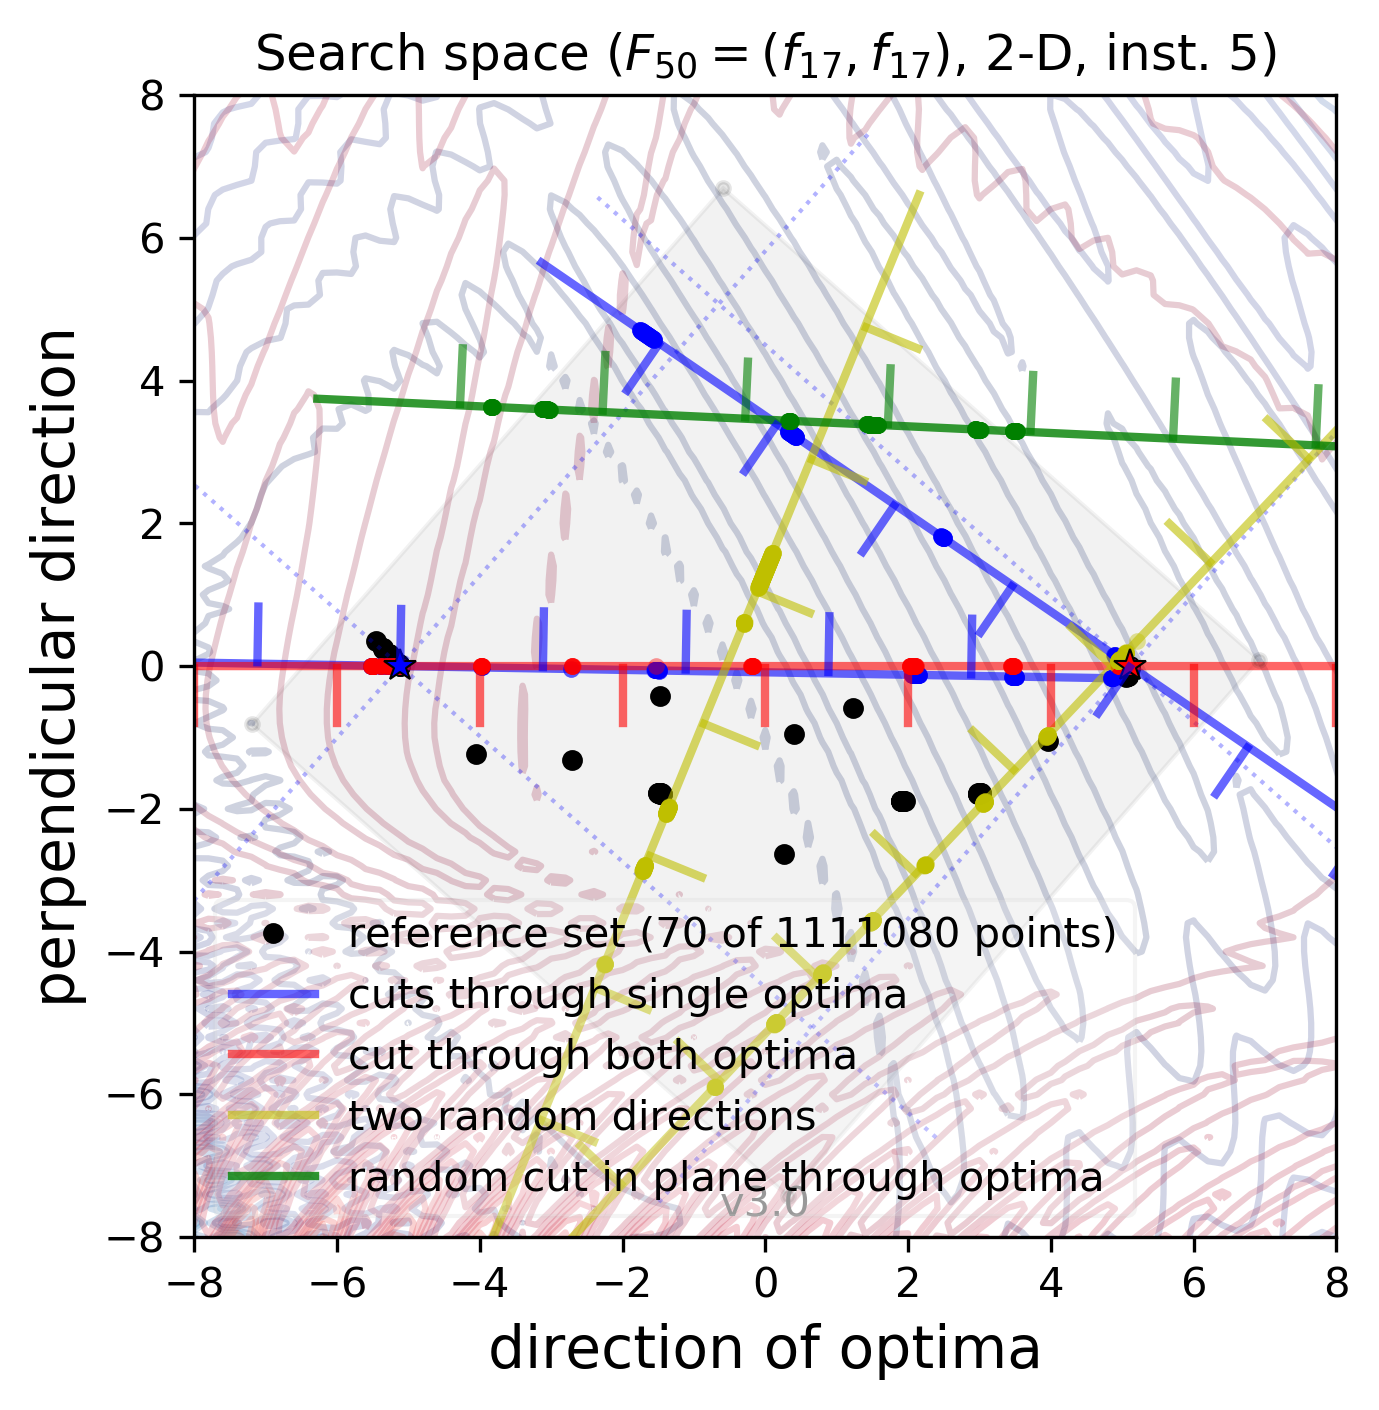 Search space (F₅₀ = (f₁₇, f₁₇), 2-D, inst. 5)
perpendicular direction
8
6
4
2
0
−2
−4
−6
−8
reference set (70 of 1111080 points)
cuts through single optima
cut through both optima
two random directions
random cut in plane through optima
v3.0
−8 −6 −4 −2 0 2 4 6 8
direction of optima